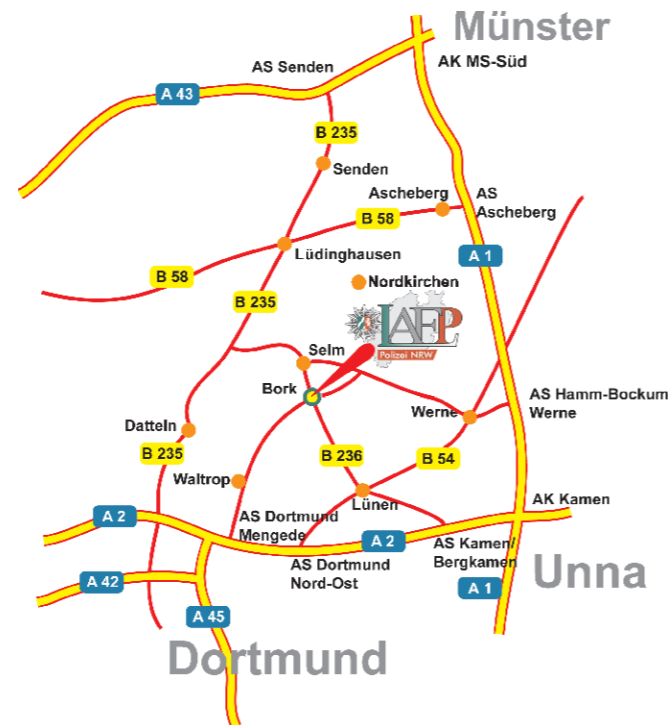 Münster
AK MS-Süd
AS Senden
A 43
B 235
Senden
Ascheberg
AS
Ascheberg
B 58
Lüdinghausen
A 1
B 58
B 235
Nordkirchen
LAFP
Polizei NRW
Selm
Bork
AS Hamm-Bockum
Werne
Werne
Datteln
B 235
B 236
B 54
Waltrop
Lünen
AK Kamen
A 2
AS Dortmund
Mengede
A 2
AS Kamen/
Bergkamen
AS Dortmund
Nord-Ost
Unna
A 42
A 1
A 45
Dortmund